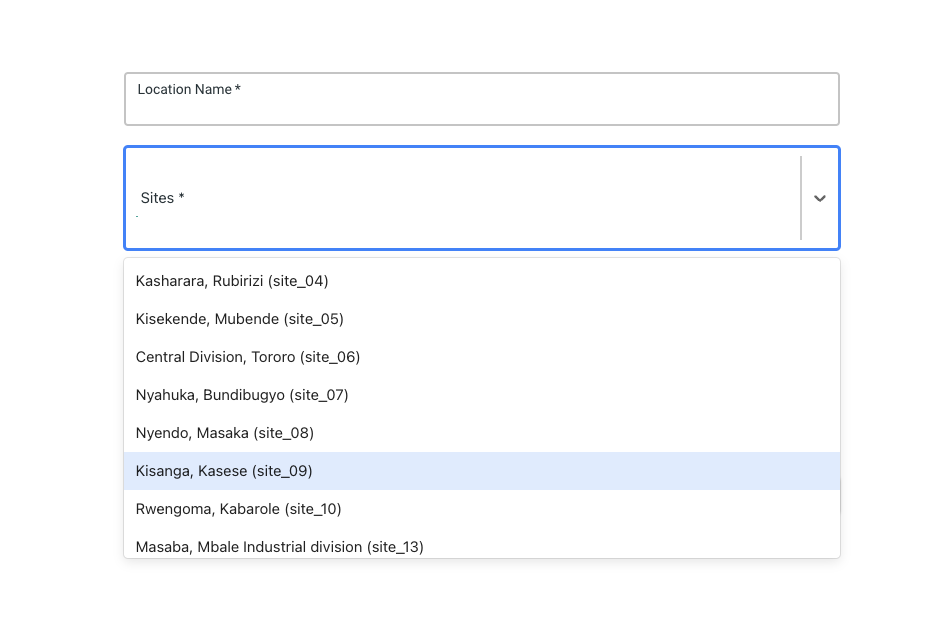 Location Name *
Sites *
Kasharara, Rubirizi (site_04)
Kisekende, Mubende (site_05)
Central Division, Tororo (site_06)
Nyahuka, Bundibugyo (site_07)
Nyendo, Masaka (site_08)
Kisanga, Kasese (site_09)
Rwengoma, Kabarole (site_10)
Masaba, Mbale Industrial division (site_13)